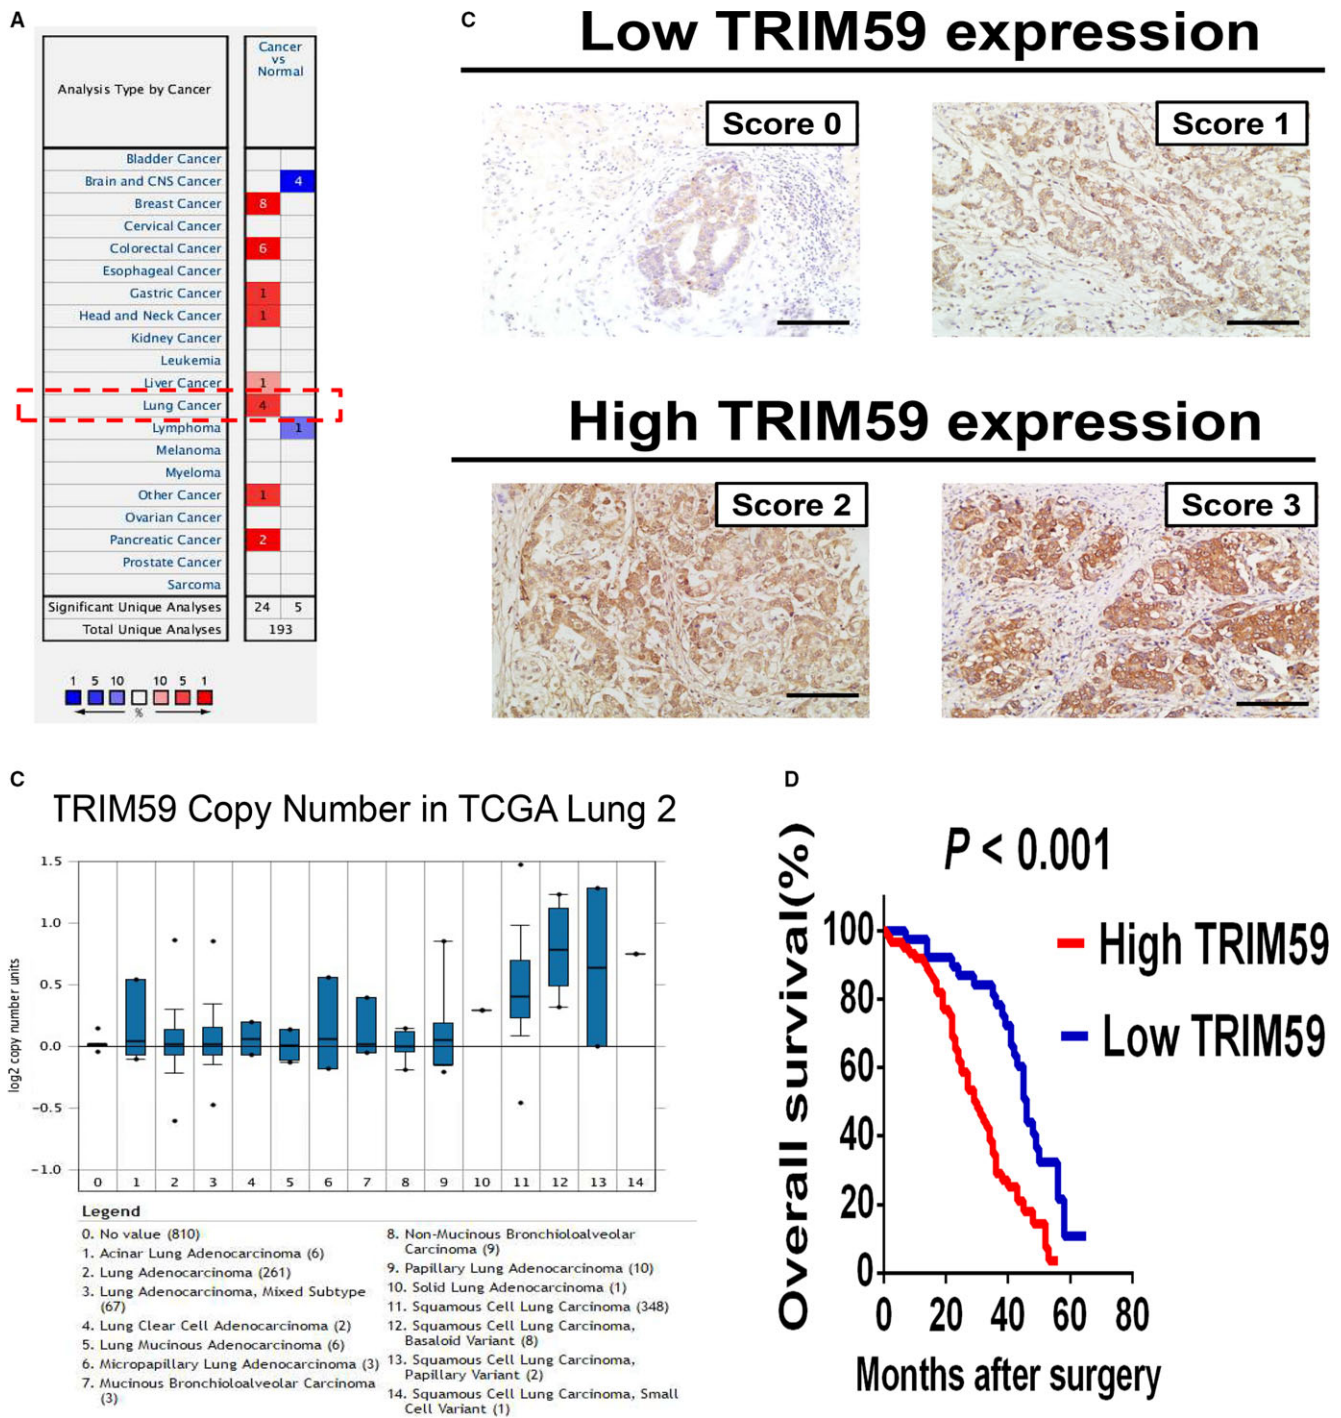 A
Analysis Type by Cancer
Cancer
vs
Normal
Bladder Cancer
Brain and CNS Cancer 4
Breast Cancer 8
Cervical Cancer
Colorectal Cancer 6
Esophageal Cancer
Gastric Cancer 1
Head and Neck Cancer 1
Kidney Cancer
Leukemia
Liver Cancer 1
Lung Cancer 4
Lymphoma 1
Melanoma
Myeloma
Other Cancer 1
Ovarian Cancer
Pancreatic Cancer 2
Prostate Cancer
Sarcoma
Significant Unique Analyses 24 5
Total Unique Analyses 193
1 5 10 10 5 1
%
C
Low TRIM59 expression
Score 0
Score 1
High TRIM59 expression
Score 2
Score 3
C
TRIM59 Copy Number in TCGA Lung 2
log2 copy number units
1.5
1.0
0.5
0.0
−0.5
−1.0
0 1 2 3 4 5 6 7 8 9 10 11 12 13 14
Legend
0. No value (810)
1. Acinar Lung Adenocarcinoma (6)
2. Lung Adenocarcinoma (261)
3. Lung Adenocarcinoma, Mixed Subtype
(67)
4. Lung Clear Cell Adenocarcinoma (2)
5. Lung Mucinous Adenocarcinoma (6)
6. Micropapillary Lung Adenocarcinoma (3)
7. Mucinous Bronchioloalveolar Carcinoma
(3)
8. Non-Mucinous Bronchioloalveolar
Carcinoma (9)
9. Papillary Lung Adenocarcinoma (10)
10. Solid Lung Adenocarcinoma (1)
11. Squamous Cell Lung Carcinoma (348)
12. Squamous Cell Lung Carcinoma,
Basaloid Variant (8)
13. Squamous Cell Lung Carcinoma,
Papillary Variant (2)
14. Squamous Cell Lung Carcinoma, Small
Cell Variant (1)
D
P < 0.001
Overall survival(%)
100
80
60
40
20
0
High TRIM59
Low TRIM59
0 20 40 60 80
Months after surgery